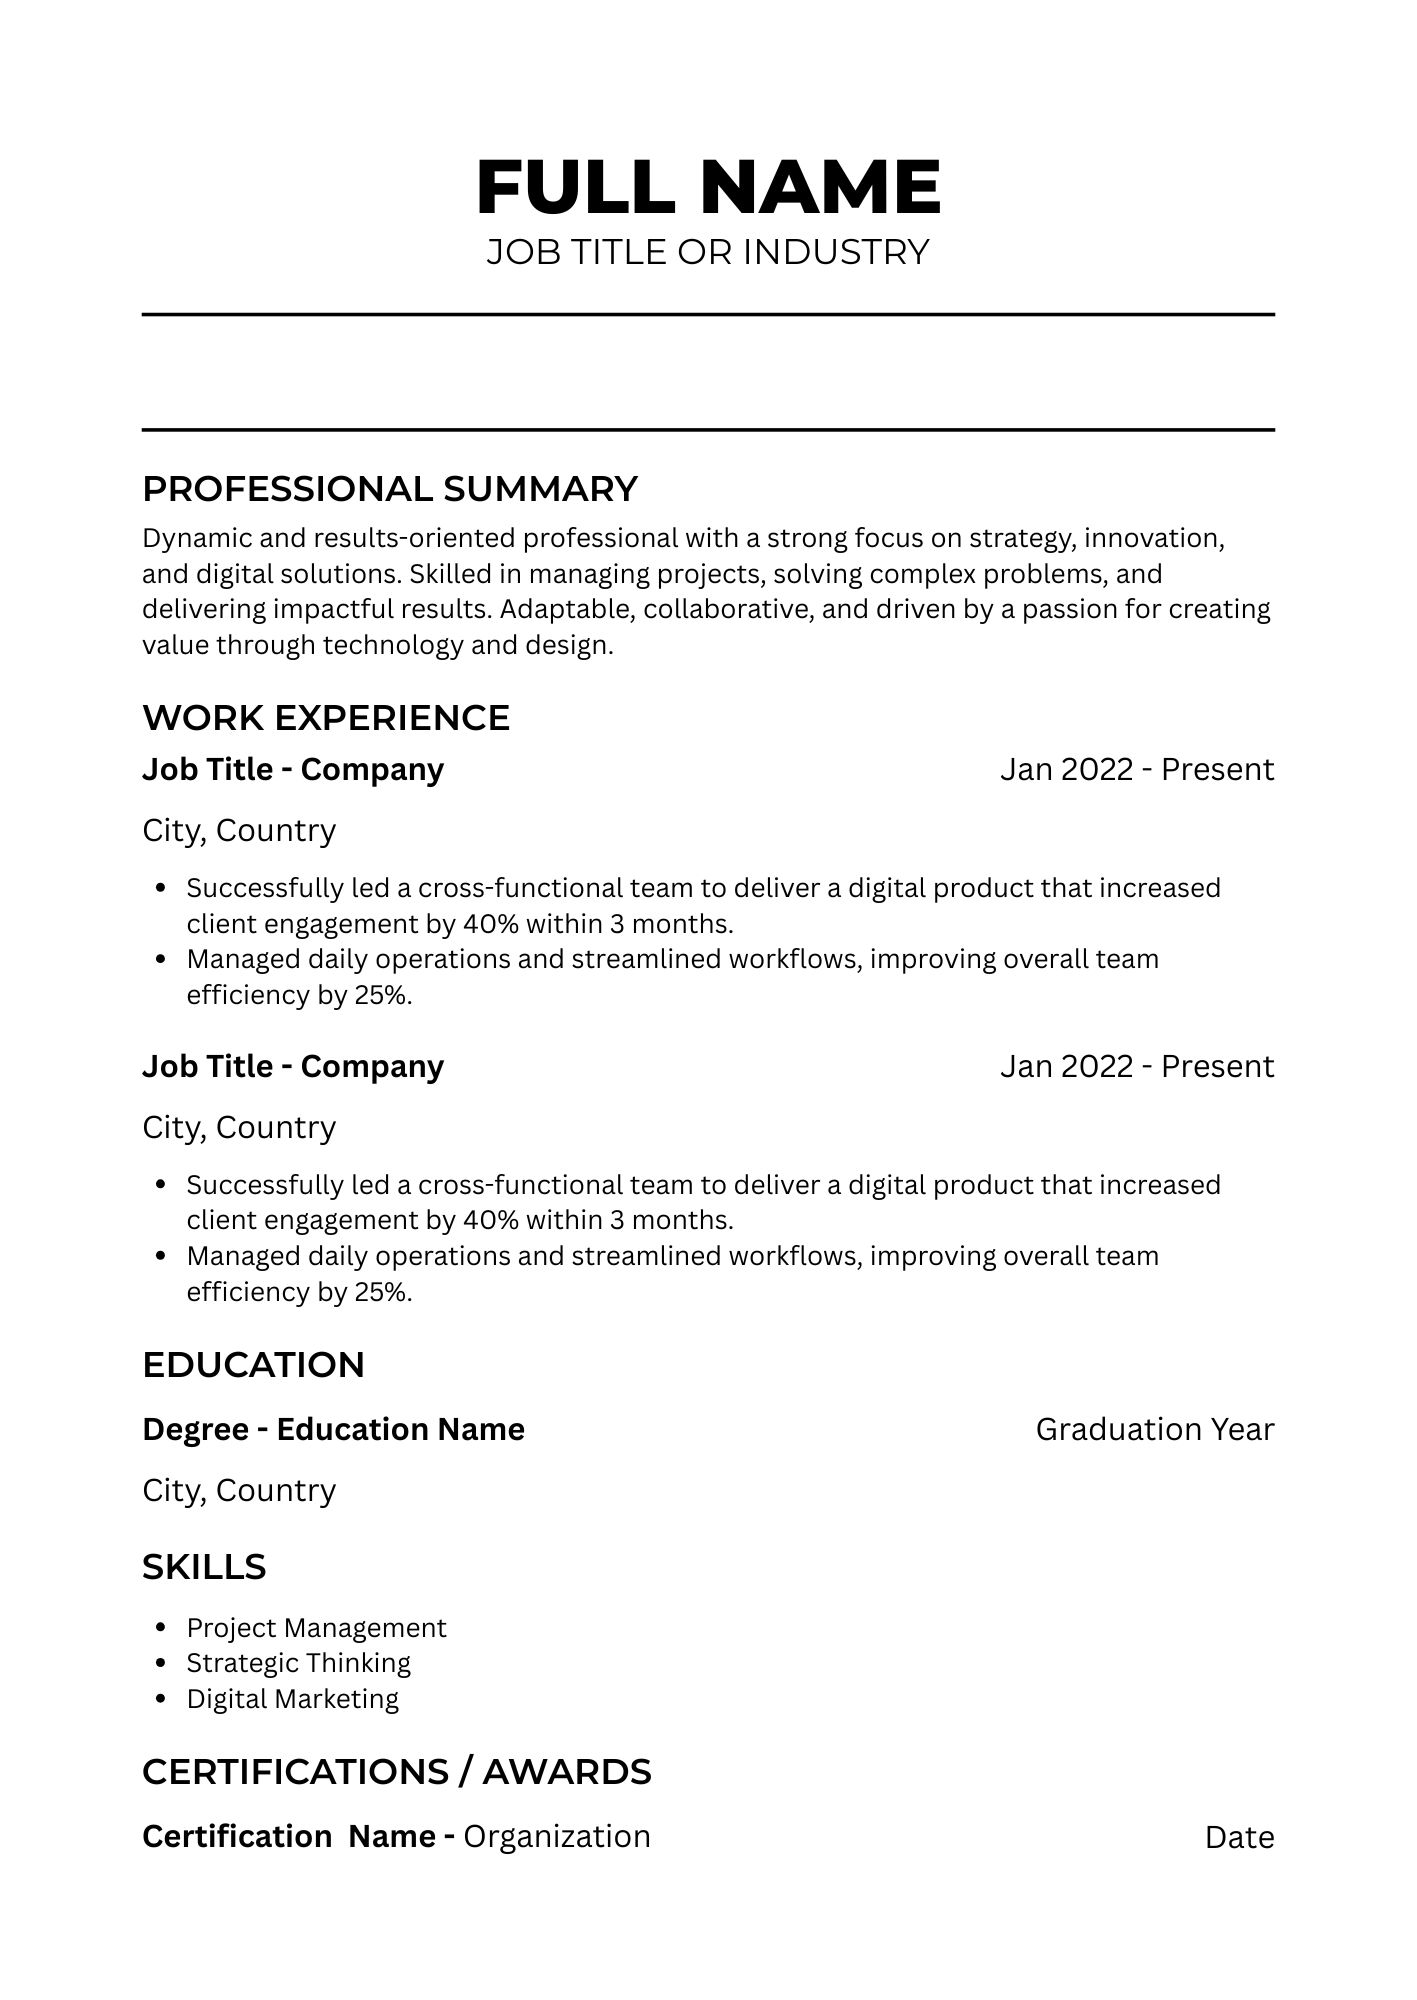 FULL NAME
JOB TITLE OR INDUSTRY
PROFESSIONAL SUMMARY
Dynamic and results-oriented professional with a strong focus on strategy, innovation,
and digital solutions. Skilled in managing projects, solving complex problems, and
delivering impactful results. Adaptable, collaborative, and driven by a passion for creating
value through technology and design.
WORK EXPERIENCE
Job Title - Company Jan 2022 - Present
City, Country
• Successfully led a cross-functional team to deliver a digital product that increased
client engagement by 40% within 3 months.
• Managed daily operations and streamlined workflows, improving overall team
efficiency by 25%.
Job Title - Company Jan 2022 - Present
City, Country
• Successfully led a cross-functional team to deliver a digital product that increased
client engagement by 40% within 3 months.
• Managed daily operations and streamlined workflows, improving overall team
efficiency by 25%.
EDUCATION
Degree - Education Name Graduation Year
City, Country
SKILLS
• Project Management
• Strategic Thinking
• Digital Marketing
CERTIFICATIONS / AWARDS
Certification  Name - Organization Date